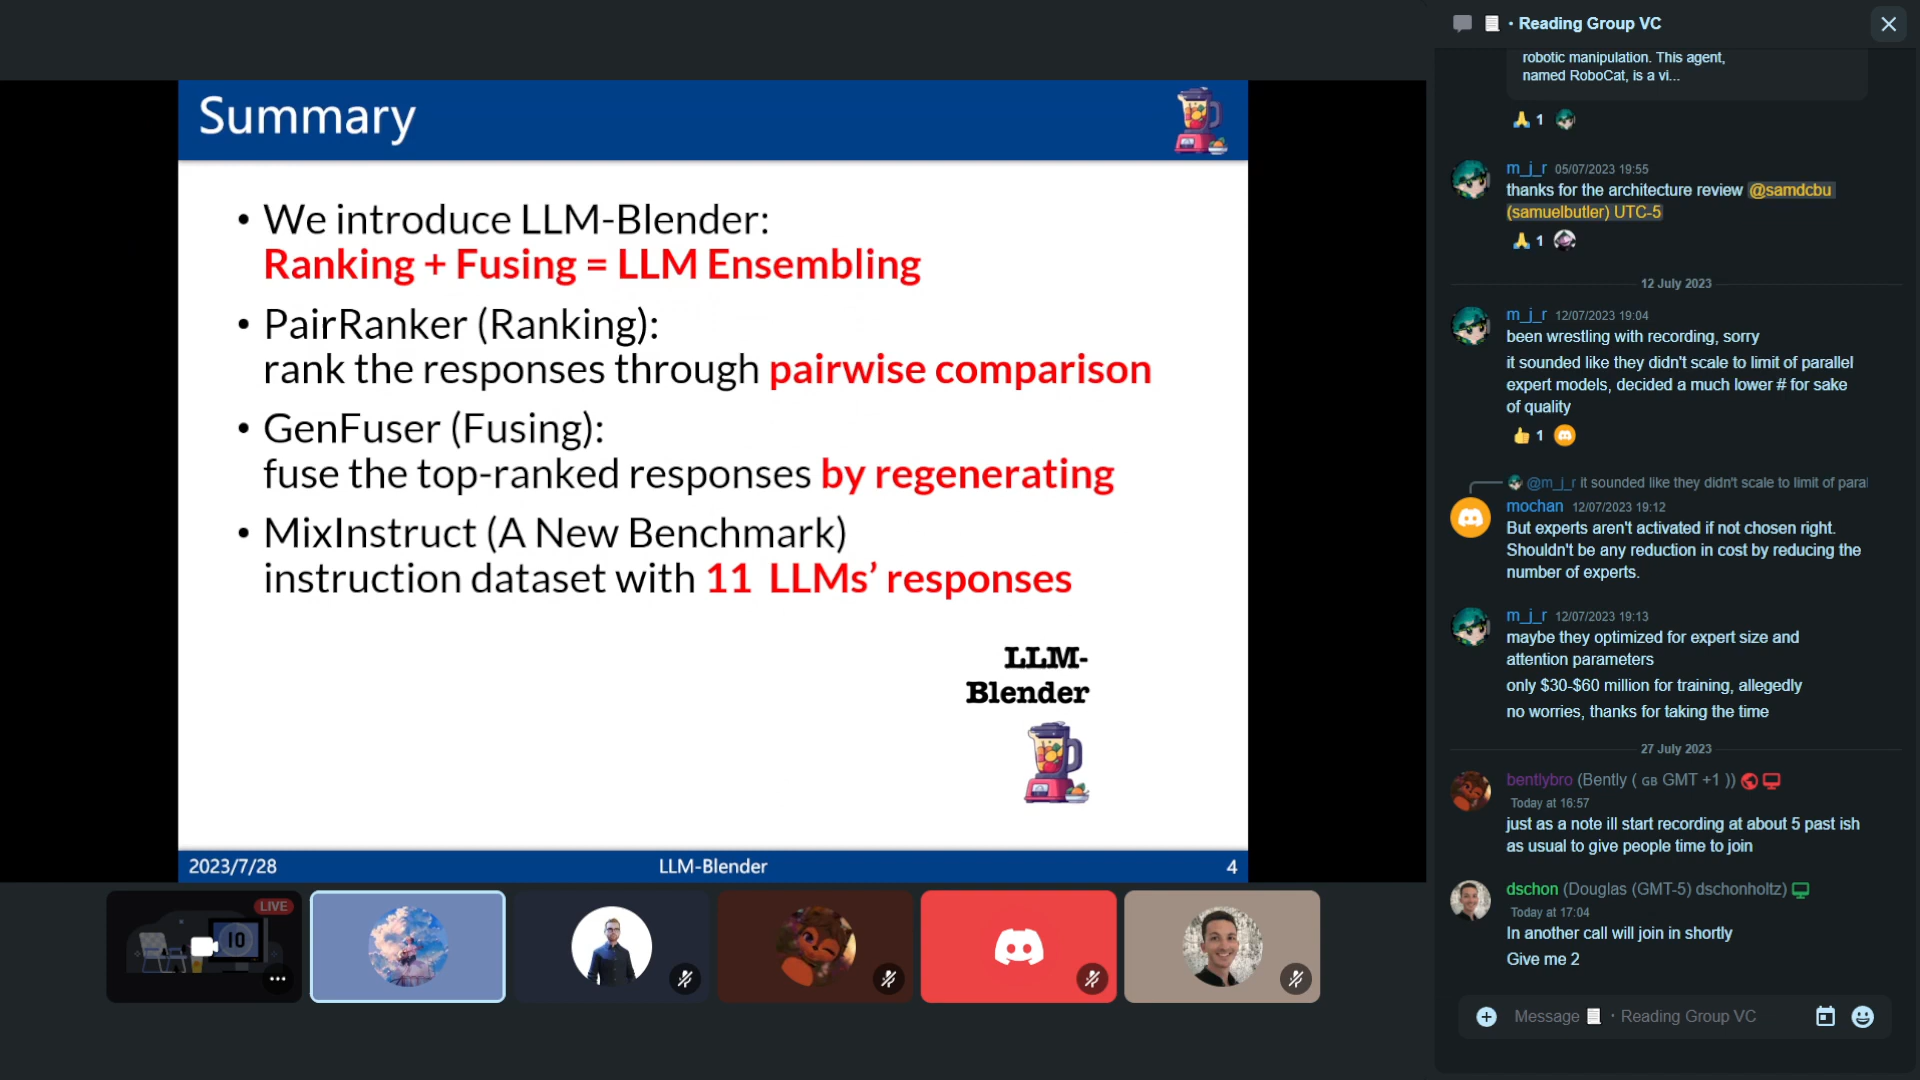 Summary
• We introduce LLM-Blender:
Ranking + Fusing = LLM Ensembling
• PairRanker (Ranking):
rank the responses through pairwise comparison
• GenFuser (Fusing):
fuse the top-ranked responses by regenerating
• MixInstruct (A New Benchmark)
instruction dataset with 11 LLMs’ responses
LLM-
Blender
2023/7/28
LLM-Blender
4
LIVE
10
• Reading Group VC
robotic manipulation. This agent,
named RoboCat, is a vi...
1
m_j_r 05/07/2023 19:55
thanks for the architecture review @samdcbu
(samuelbutler) UTC-5
1
12 July 2023
m_j_r 12/07/2023 19:04
been wrestling with recording, sorry
it sounded like they didn't scale to limit of parallel
expert models, decided a much lower # for sake
of quality
1
@m_j_r it sounded like they didn't scale to limit of paral
mochan 12/07/2023 19:12
But experts aren't activated if not chosen right.
Shouldn't be any reduction in cost by reducing the
number of experts.
m_j_r 12/07/2023 19:13
maybe they optimized for expert size and
attention parameters
only $30-$60 million for training, allegedly
no worries, thanks for taking the time
27 July 2023
bentlybro (Bently ( GB GMT +1 ))
Today at 16:57
just as a note ill start recording at about 5 past ish
as usual to give people time to join
dschon (Douglas (GMT-5) dschonholtz)
Today at 17:04
In another call will join in shortly
Give me 2
Message • Reading Group VC